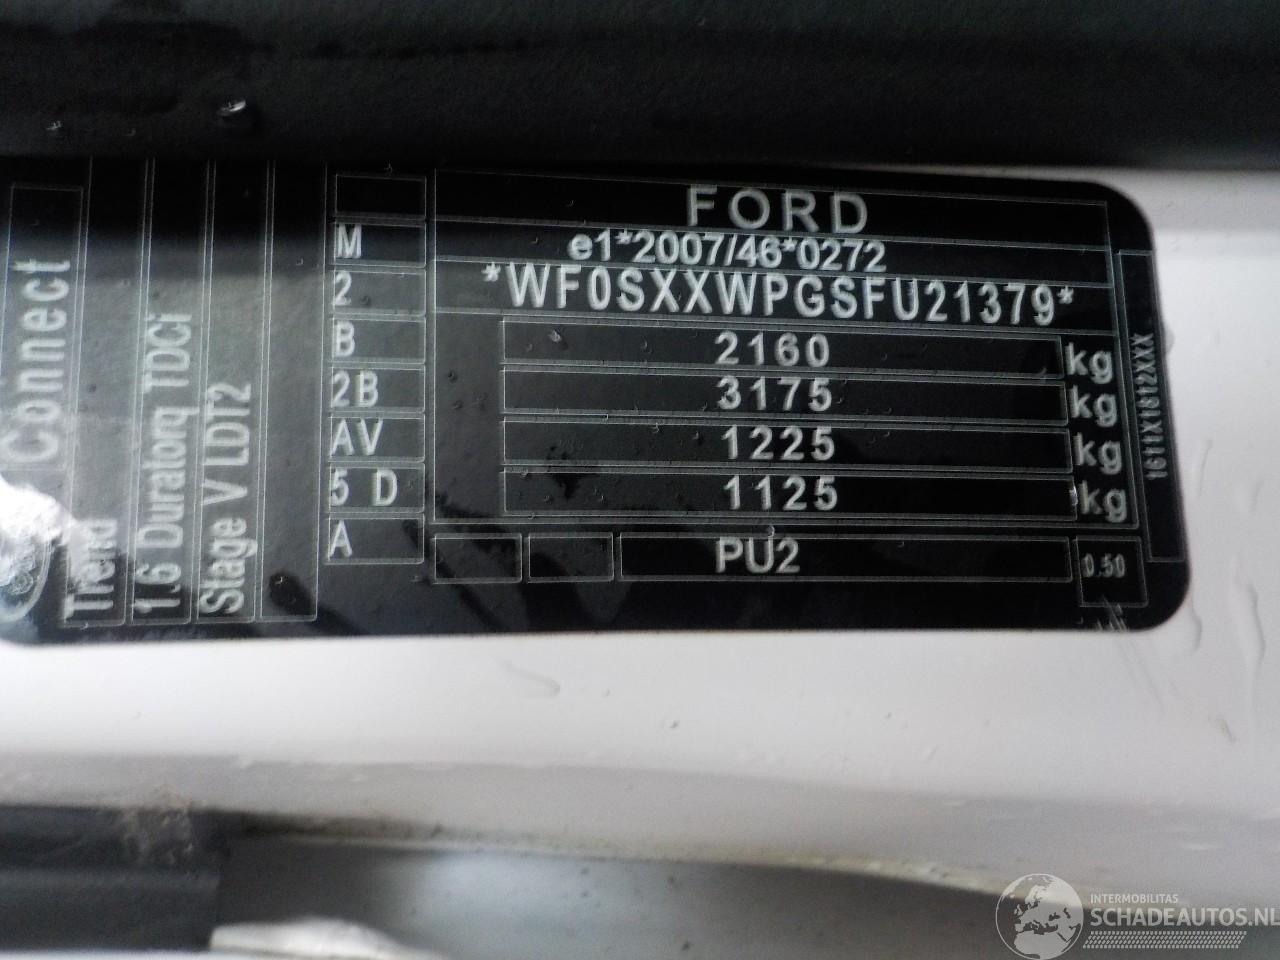 FORD
e1*2007/46*0272
*WF0SXXWPGSFU21379*
2160 kg
3175 kg
1225 kg
1125 kg
PU2
0.50
M
2
B
2B
AV
5 D
A
Connect
Trend
1.6 Duratorq TDCi
Stage V LDT2
1611X1812XXX
INTERMOBILITAS
SCHADEAUTOS.NL